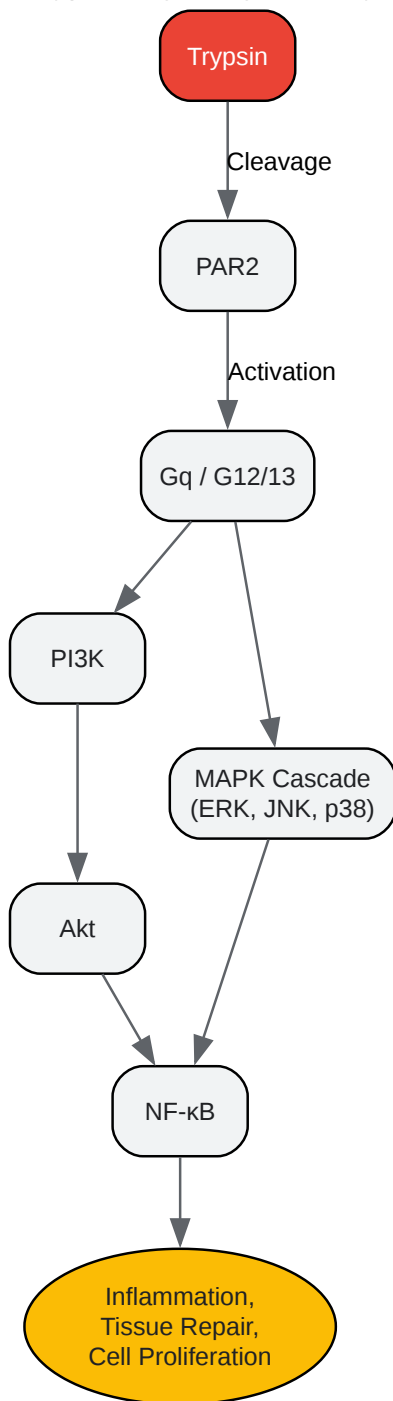 Trypsin
Cleavage
PAR2
Activation
Gq / G12/13
PI3K
MAPK Cascade
(ERK, JNK, p38)
Akt
NF-κB
Inflammation,
Tissue Repair,
Cell Proliferation